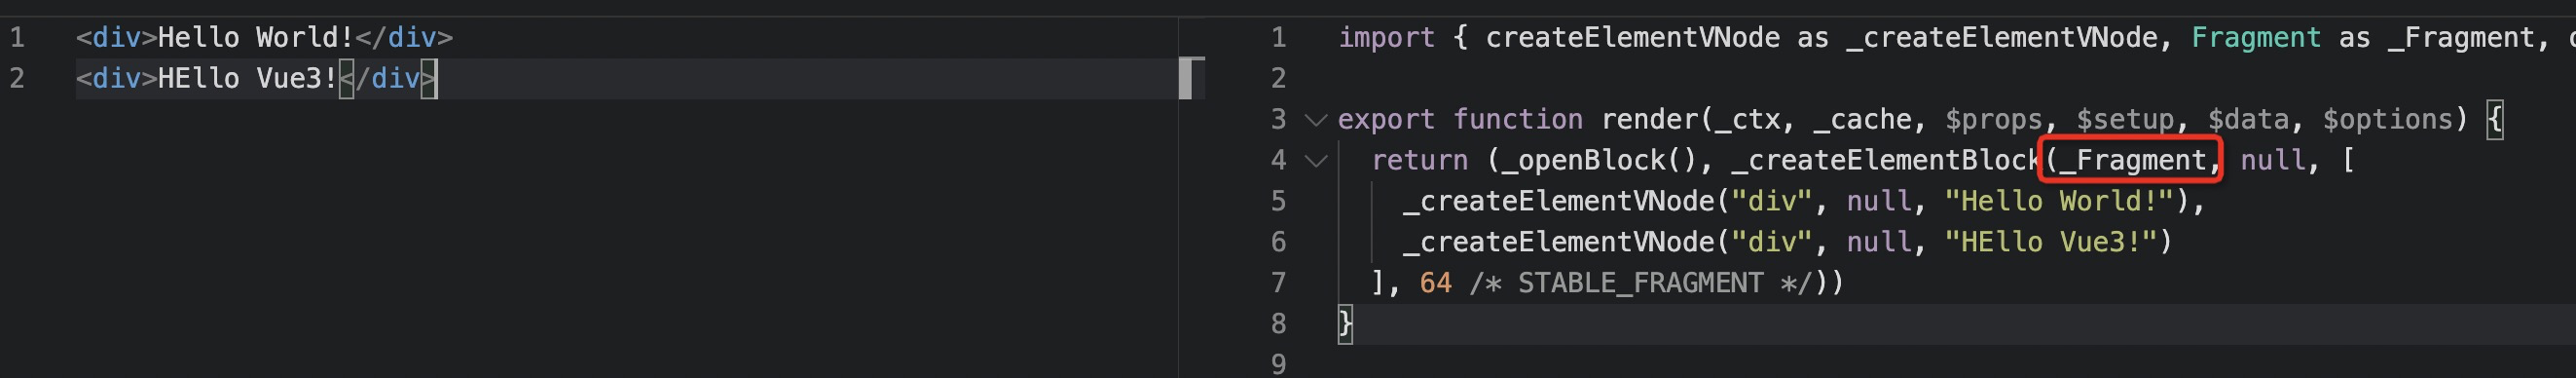 1 <div>Hello World!</div>
2 <div>HEllo Vue3!</div>
1 import { createElementVNode as _createElementVNode, Fragment as _Fragment,
2
3 export function render(_ctx, _cache, $props, $setup, $data, $options) {
4 return (_openBlock(), _createElementBlock(_Fragment, null, [
5 _createElementVNode("div", null, "Hello World!"),
6 _createElementVNode("div", null, "HEllo Vue3!")
7 ], 64 /* STABLE_FRAGMENT */))
8 }
9